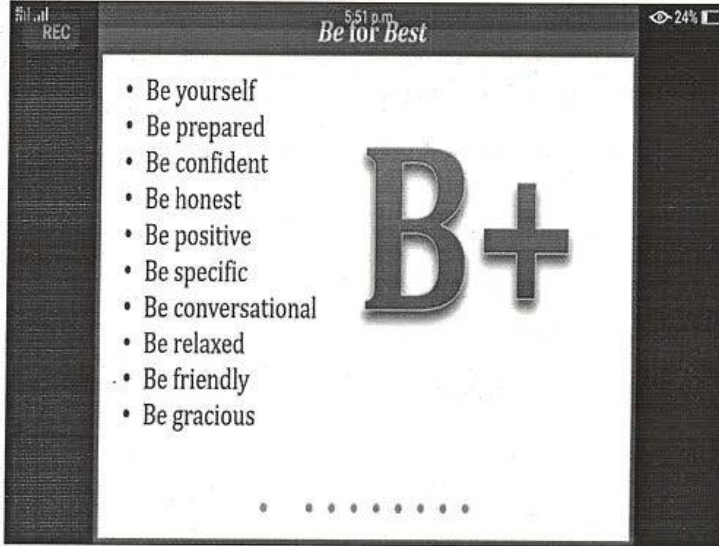 5:51 p.m.
24%
REC
Be for Best
• Be yourself
• Be prepared
• Be confident
• Be honest
• Be positive
• Be specific
• Be conversational
• Be relaxed
• Be friendly
• Be gracious
B+